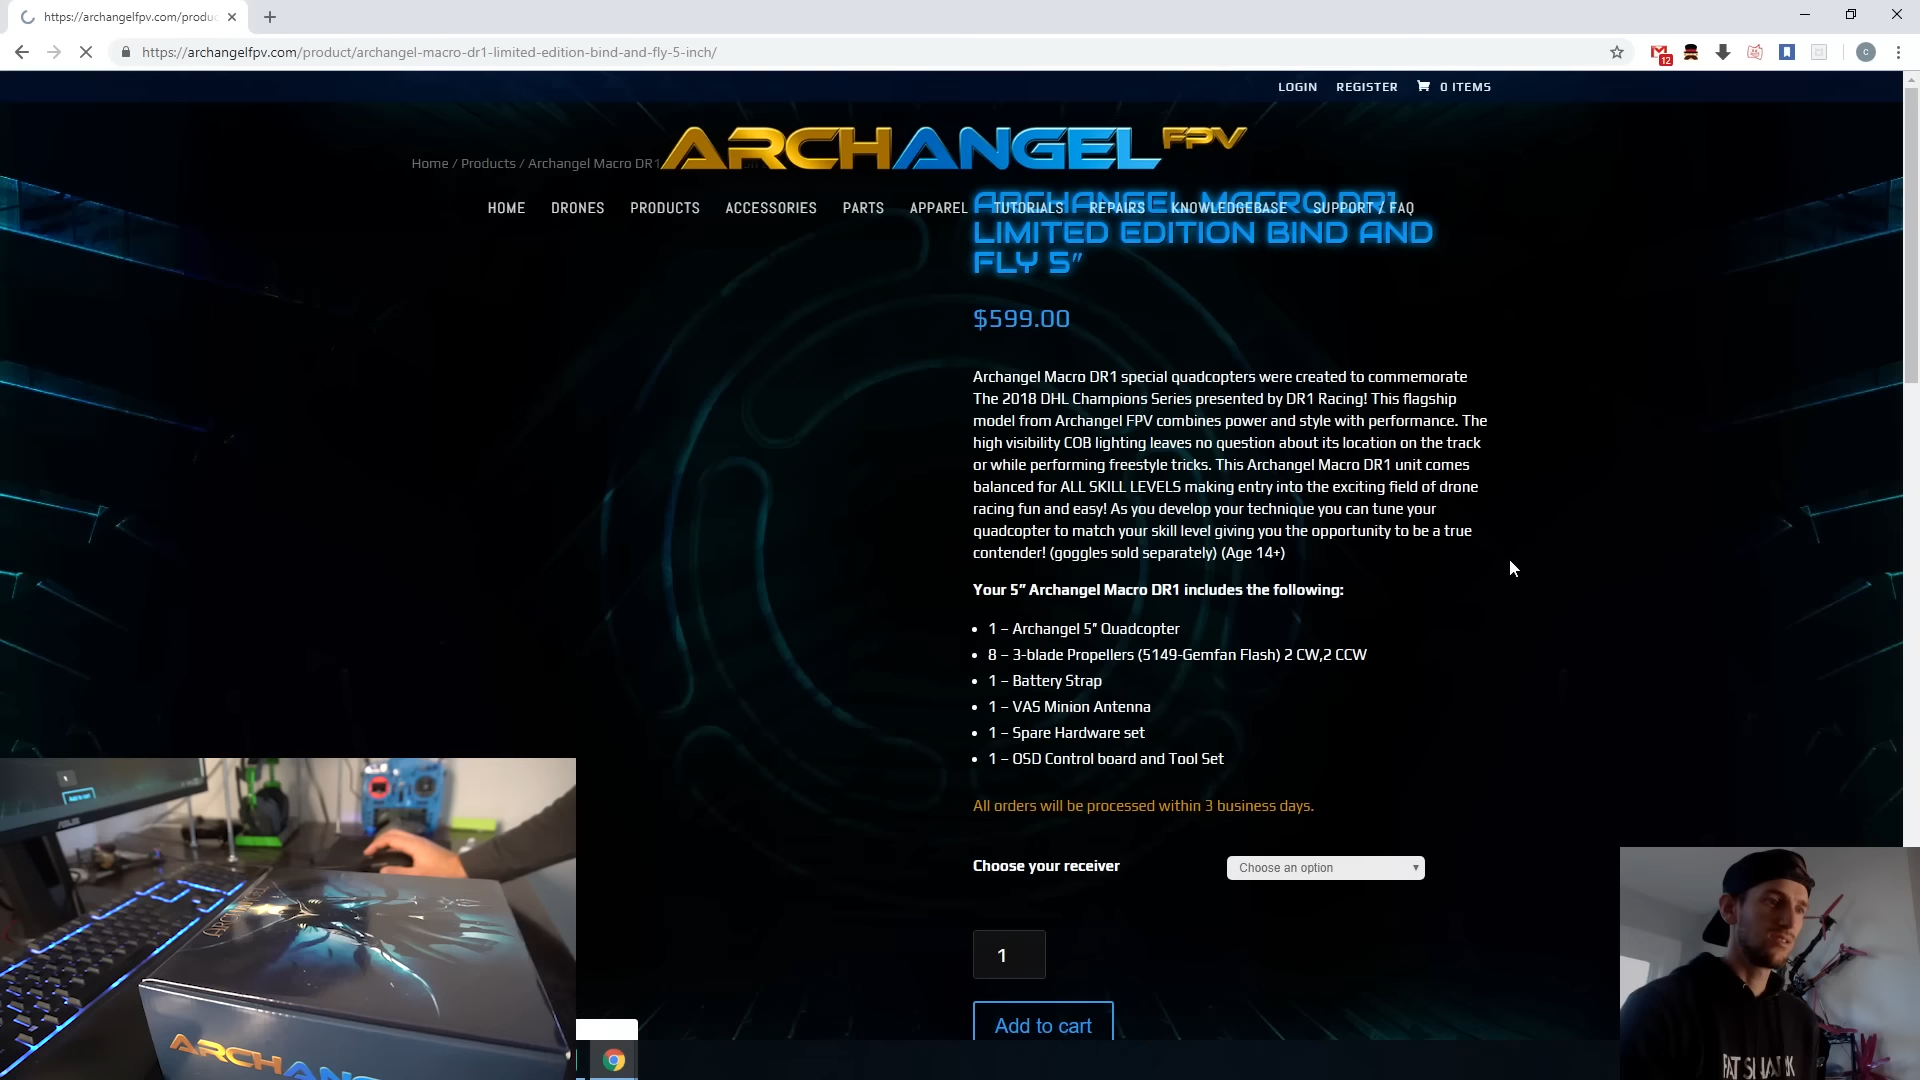 https://archangelfpv.com/produc
https://archangelfpv.com/product/archangel-macro-dr1-limited-edition-bind-and-fly-5-inch/
12
C
LOGIN
REGISTER
0 ITEMS
ARCHANGEL FPV
Home / Products / Archangel Macro DR1
HOME
DRONES
PRODUCTS
ACCESSORIES
PARTS
APPAREL
TUTORIALS
REPAIRS
KNOWLEDGEBASE
SUPPORT / FAQ
ARCHANGEL MACRO DR1
LIMITED EDITION BIND AND
FLY 5”
$599.00
Archangel Macro DR1 special quadcopters were created to commemorate
The 2018 DHL Champions Series presented by DR1 Racing! This flagship
model from Archangel FPV combines power and style with performance. The
high visibility COB lighting leaves no question about its location on the track
or while performing freestyle tricks. This Archangel Macro DR1 unit comes
balanced for ALL SKILL LEVELS making entry into the exciting field of drone
racing fun and easy! As you develop your technique you can tune your
quadcopter to match your skill level giving you the opportunity to be a true
contender! (goggles sold separately) (Age 14+)
Your 5” Archangel Macro DR1 includes the following:
1 – Archangel 5” Quadcopter
8 – 3-blade Propellers (5149-Gemfan Flash) 2 CW,2 CCW
1 – Battery Strap
1 – VAS Minion Antenna
1 – Spare Hardware set
1 – OSD Control board and Tool Set
All orders will be processed within 3 business days.
Choose your receiver
Choose an option
1
Add to cart
Add to cart
ASUS
FAT SHARK